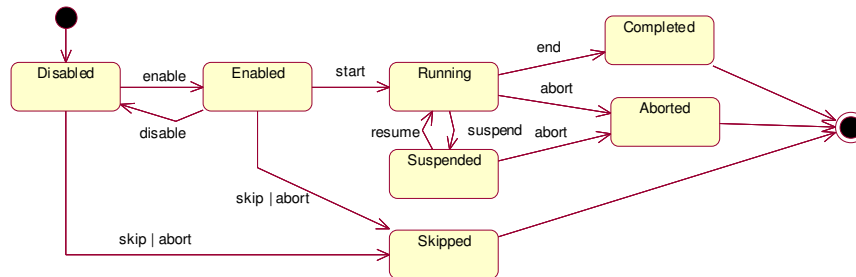 Completed
end
Disabled
enable
Enabled
start
Running
abort
Aborted
disable
resume
suspend
abort
Suspended
skip | abort
skip | abort
Skipped